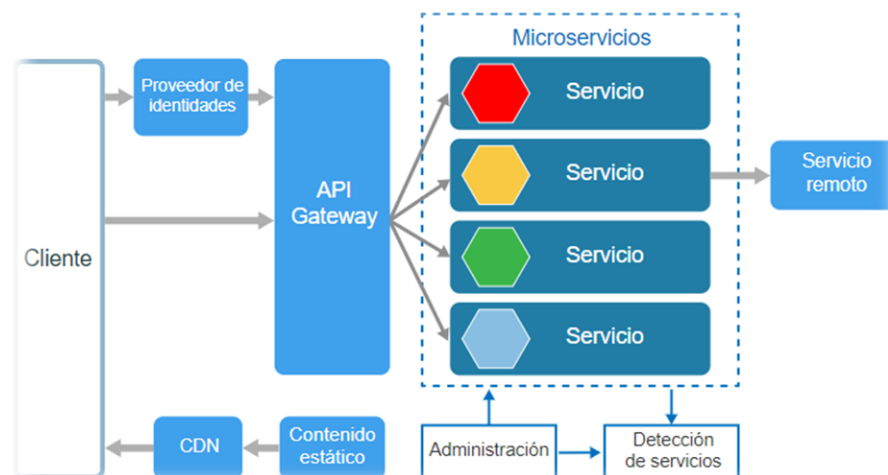 Microservicios
Proveedor de
identidades
Servicio
API
Gateway
Servicio
Servicio
remoto
Cliente
Servicio
Servicio
CDN
Contenido
estático
Administración
Detección
de servicios